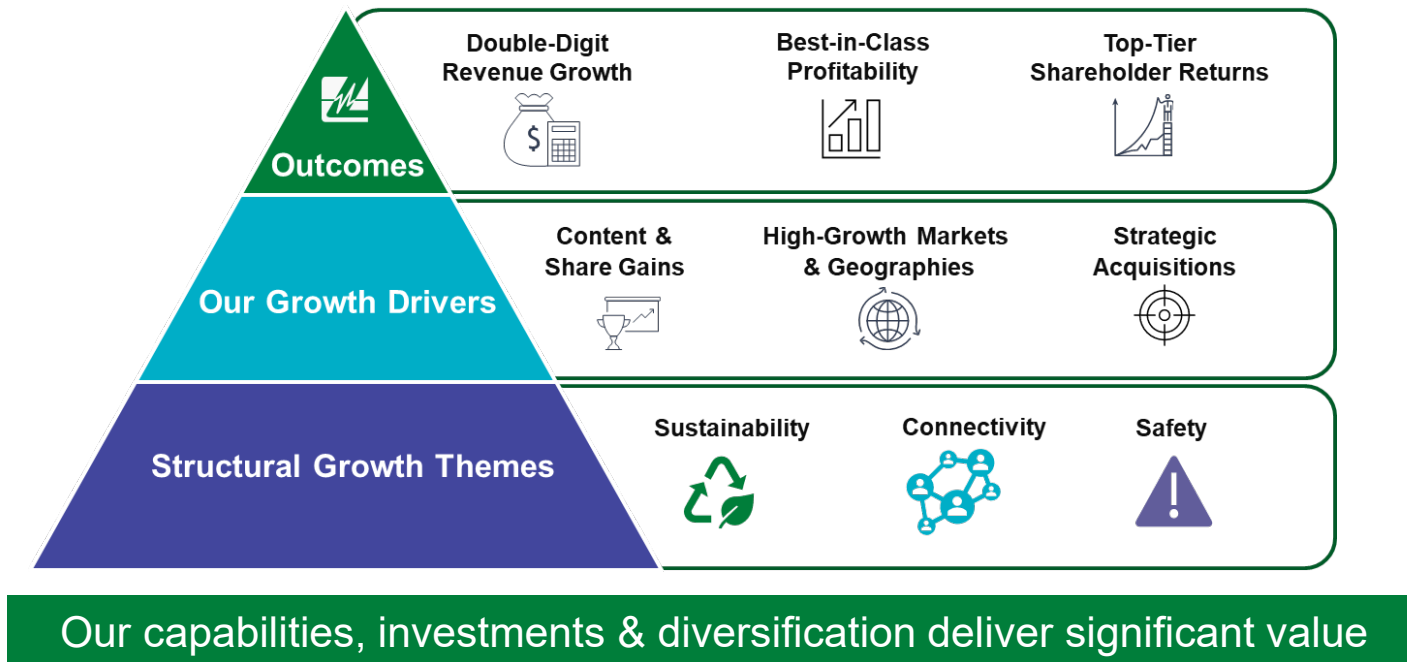 Outcomes
Double-Digit
Revenue Growth
$
Best-in-Class
Profitability
Top-Tier
Shareholder Returns
Our Growth Drivers
Content &
Share Gains
High-Growth Markets
& Geographies
Strategic
Acquisitions
Structural Growth Themes
Sustainability
Connectivity
Safety
!
Our capabilities, investments & diversification deliver significant value